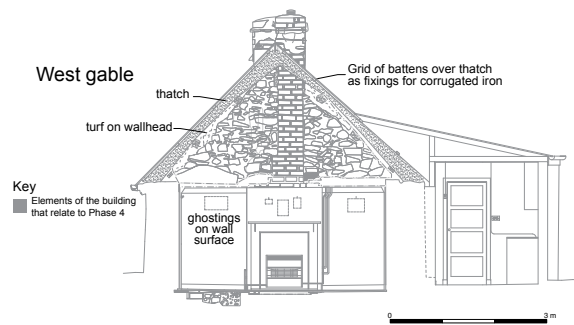 West gable
Grid of battens over thatch
as fixings for corrugated iron
thatch
turf on wallhead
Key
Elements of the building
that relate to Phase 4
ghostings
on wall
surface
0
3 m